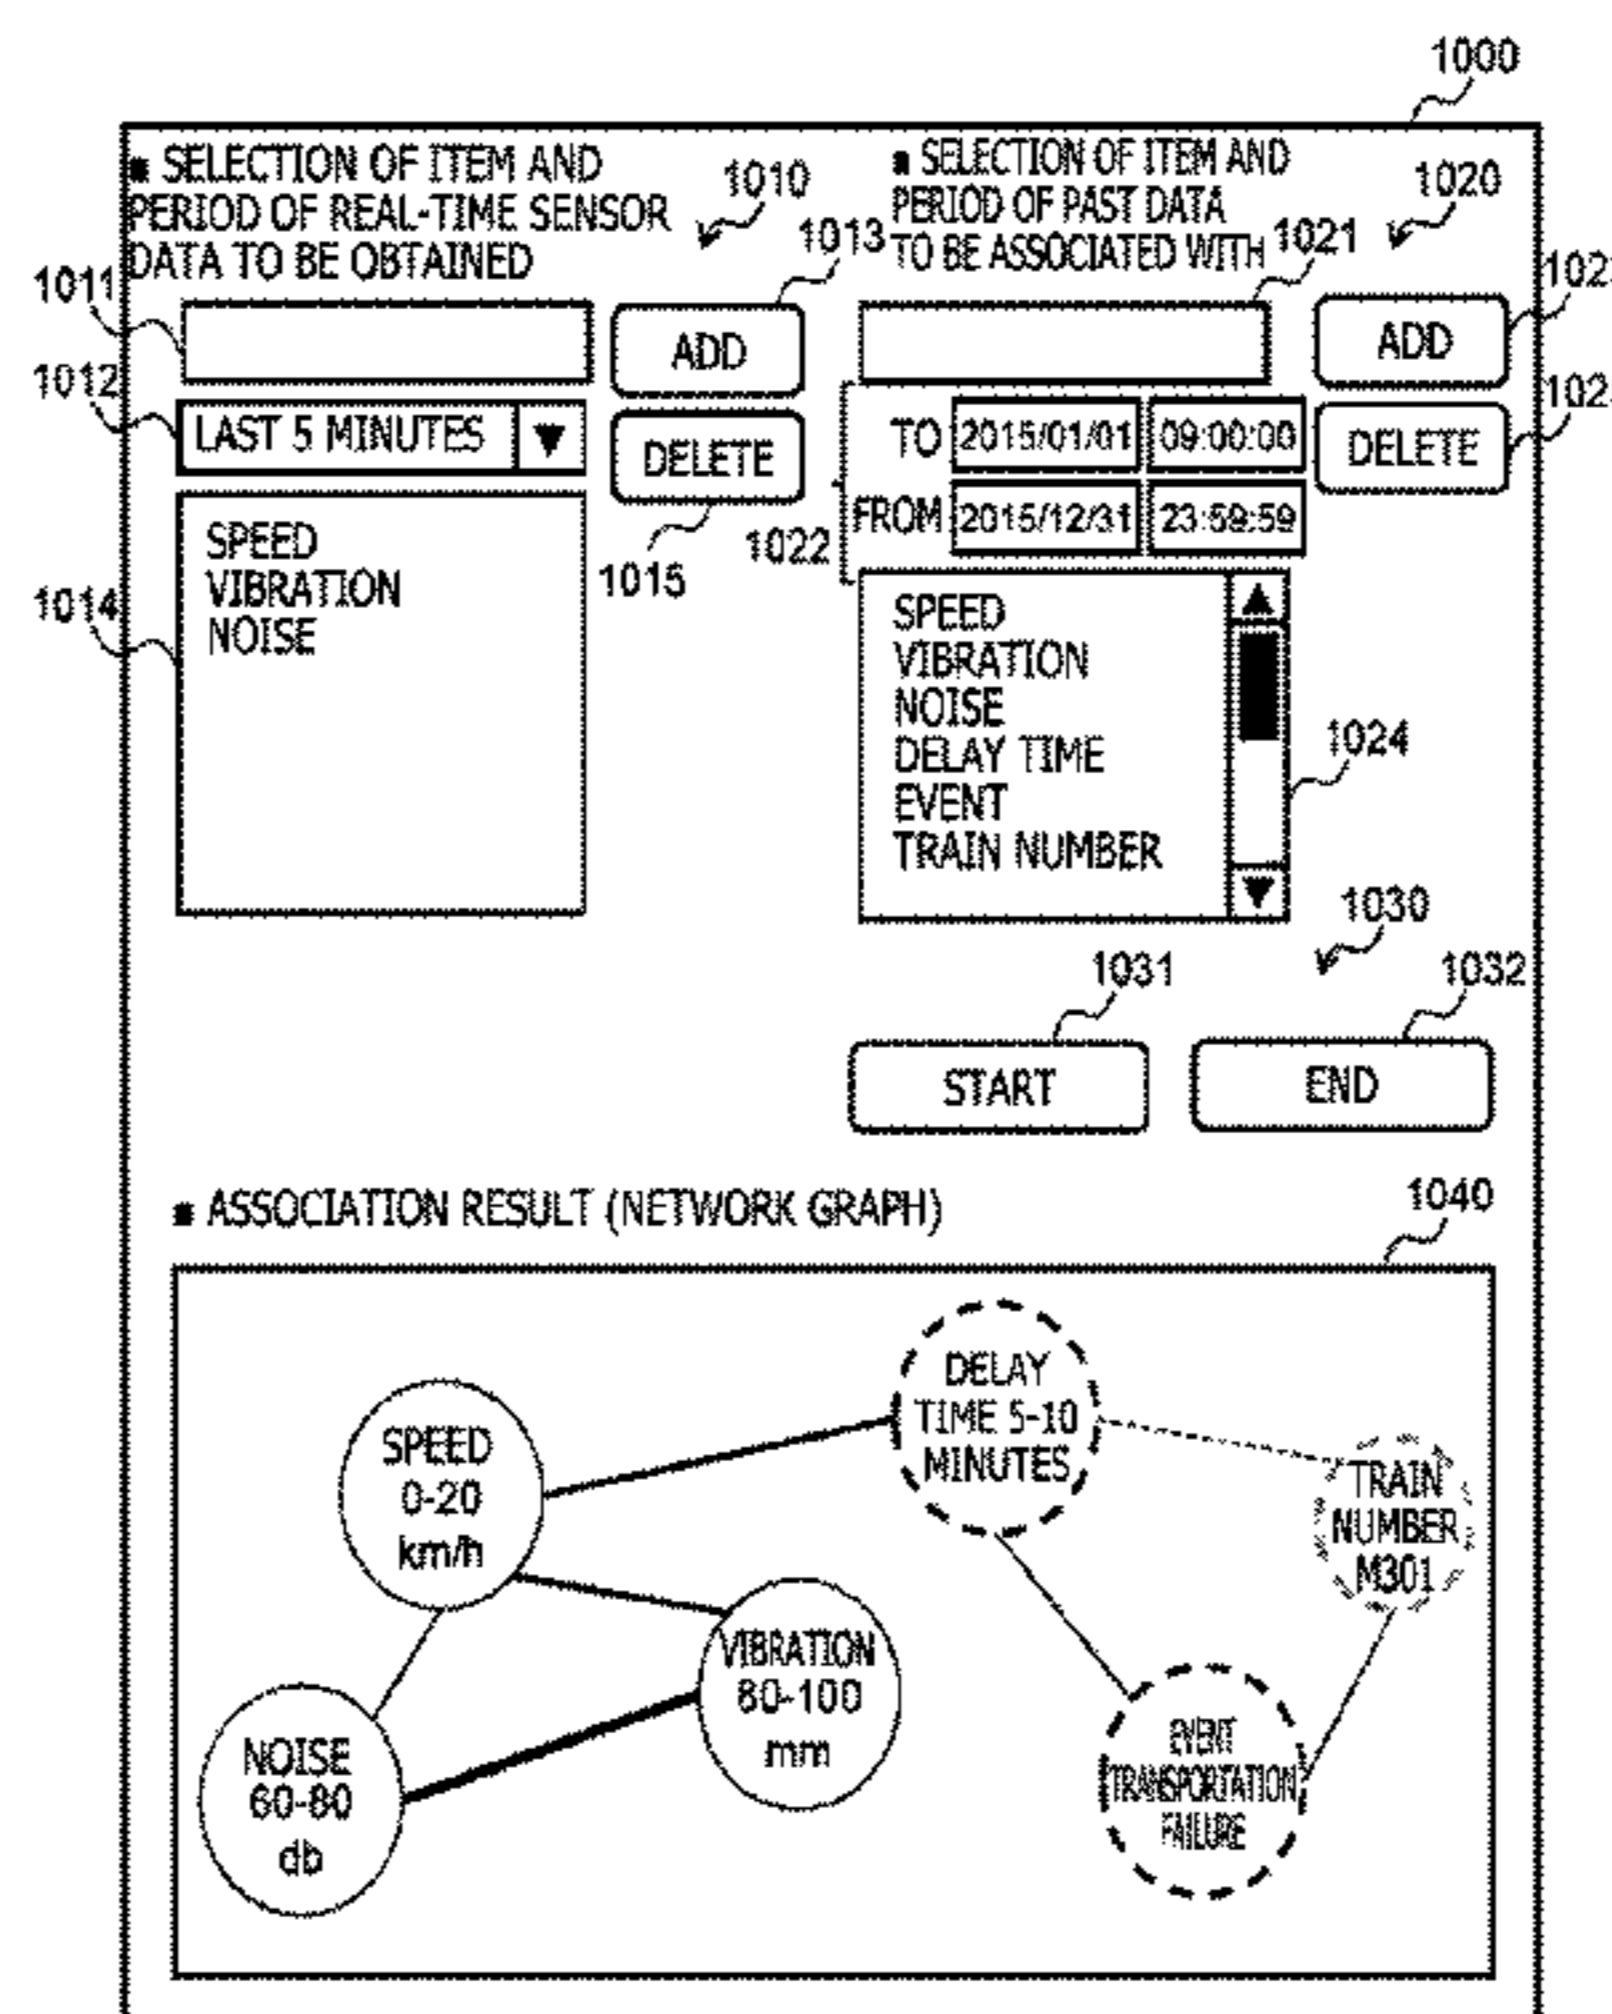 1000
■ SELECTION OF ITEM AND
PERIOD OF REAL-TIME SENSOR
DATA TO BE OBTAINED
1010
■ SELECTION OF ITEM AND
PERIOD OF PAST DATA
TO BE ASSOCIATED WITH
1020
1011
1013
ADD
1021
ADD
1012
LAST 5 MINUTES ▼
DELETE
1015
1022
TO 2015/01/01 09:00:00
FROM 2015/12/31 23:59:59
DELETE
1014
SPEED
VIBRATION
NOISE
SPEED
VIBRATION
NOISE
DELAY TIME
EVENT
TRAIN NUMBER
1024
1030
1031
START
1032
END
■ ASSOCIATION RESULT (NETWORK GRAPH)
1040
SPEED
0-20
km/h
DELAY
TIME 5-10
MINUTES
TRAIN
NUMBER
M301
VIBRATION
80-100
mm
NOISE
60-80
db
EVENT
TRANSPORTATION
FAILURE